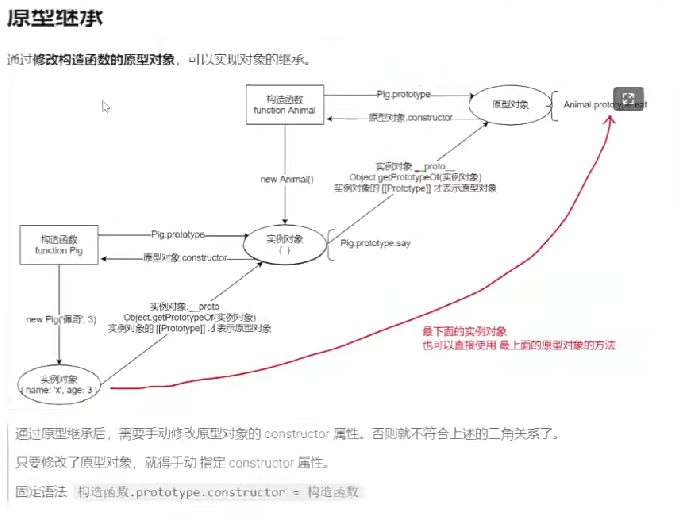 原型继承
通过修改构造函数的原型对象，可以实现对象的继承。
构造函数
function Animal
Pig.prototype
原型对象.constructor
原型对象
Animal.prototype.eat
new Animal()
实例对象.__proto__
Object.getPrototypeOf(实例对象)
实例对象的 [[Prototype]] 才表示原型对象
构造函数
function Pig
Pig.prototype
原型对象.constructor
实例对象
{ }
Pig.prototype.say
new Pig('佩奇', 3)
实例对象.__proto
Object.getPrototypeOf(实例对象)
实例对象的 [[Prototype]] 才表示原型对象
最下面的实例对象
也可以直接使用 最上面的原型对象的方法
实例对象
{ name: 'x', age: 3 }
通过原型继承后，需要手动修改原型对象的 constructor 属性。否则就不符合上述的三角关系了。
只要修改了原型对象，就得手动 指定 constructor 属性。
固定语法 构造函数.prototype.constructor = 构造函数